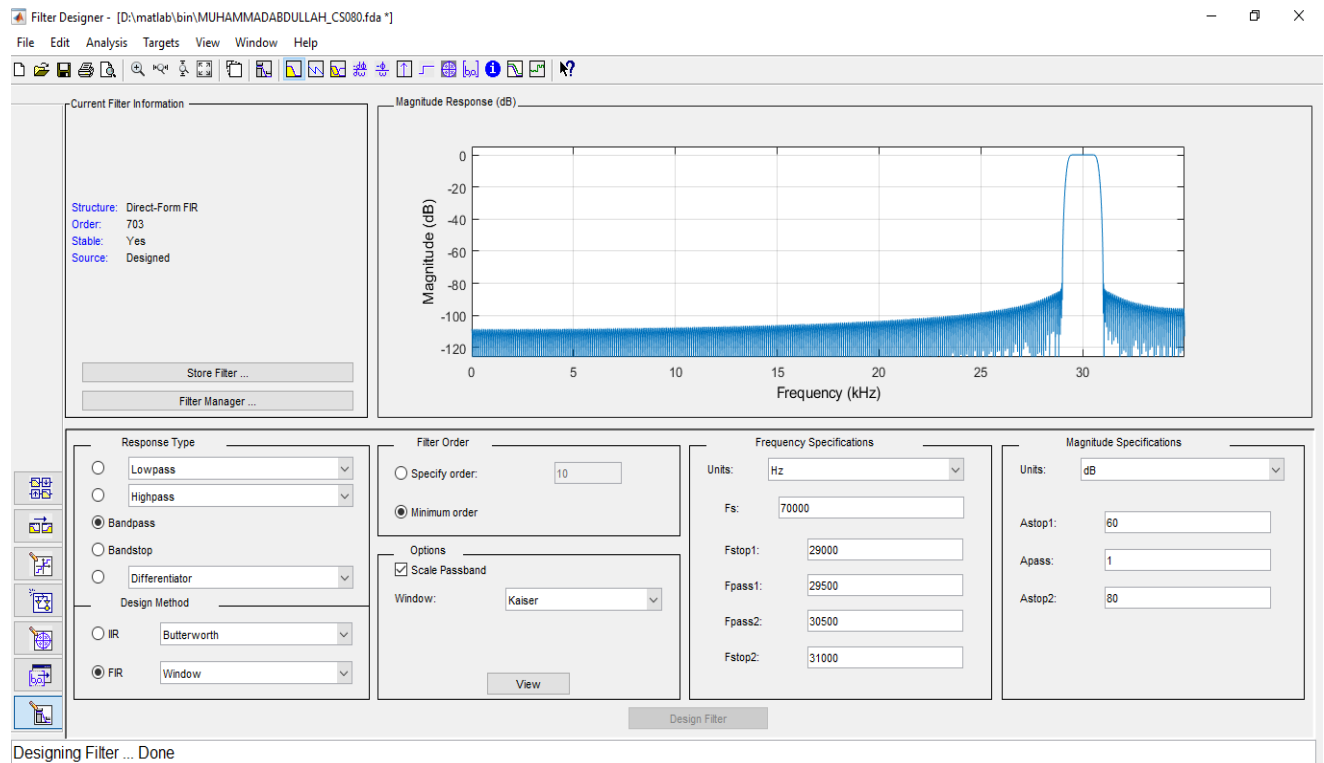 Filter Designer - [D:\matlab\bin\MUHAMMADABDULLAH_CS080.fda *]
File Edit Analysis Targets View Window Help
Current Filter Information
Structure: Direct-Form FIR
Order: 703
Stable: Yes
Source: Designed
Store Filter ...
Filter Manager ...
Magnitude Response (dB)
Magnitude (dB)
0
-20
-40
-60
-80
-100
-120
0 5 10 15 20 25 30
Frequency (kHz)
Response Type
Lowpass
Highpass
Bandpass
Bandstop
Differentiator
Design Method
IIR Butterworth
FIR Window
Filter Order
Specify order: 10
Minimum order
Options
Scale Passband
Window: Kaiser
View
Frequency Specifications
Units: Hz
Fs: 70000
Fstop1: 29000
Fpass1: 29500
Fpass2: 30500
Fstop2: 31000
Magnitude Specifications
Units: dB
Astop1: 60
Apass: 1
Astop2: 80
Design Filter
Designing Filter ... Done